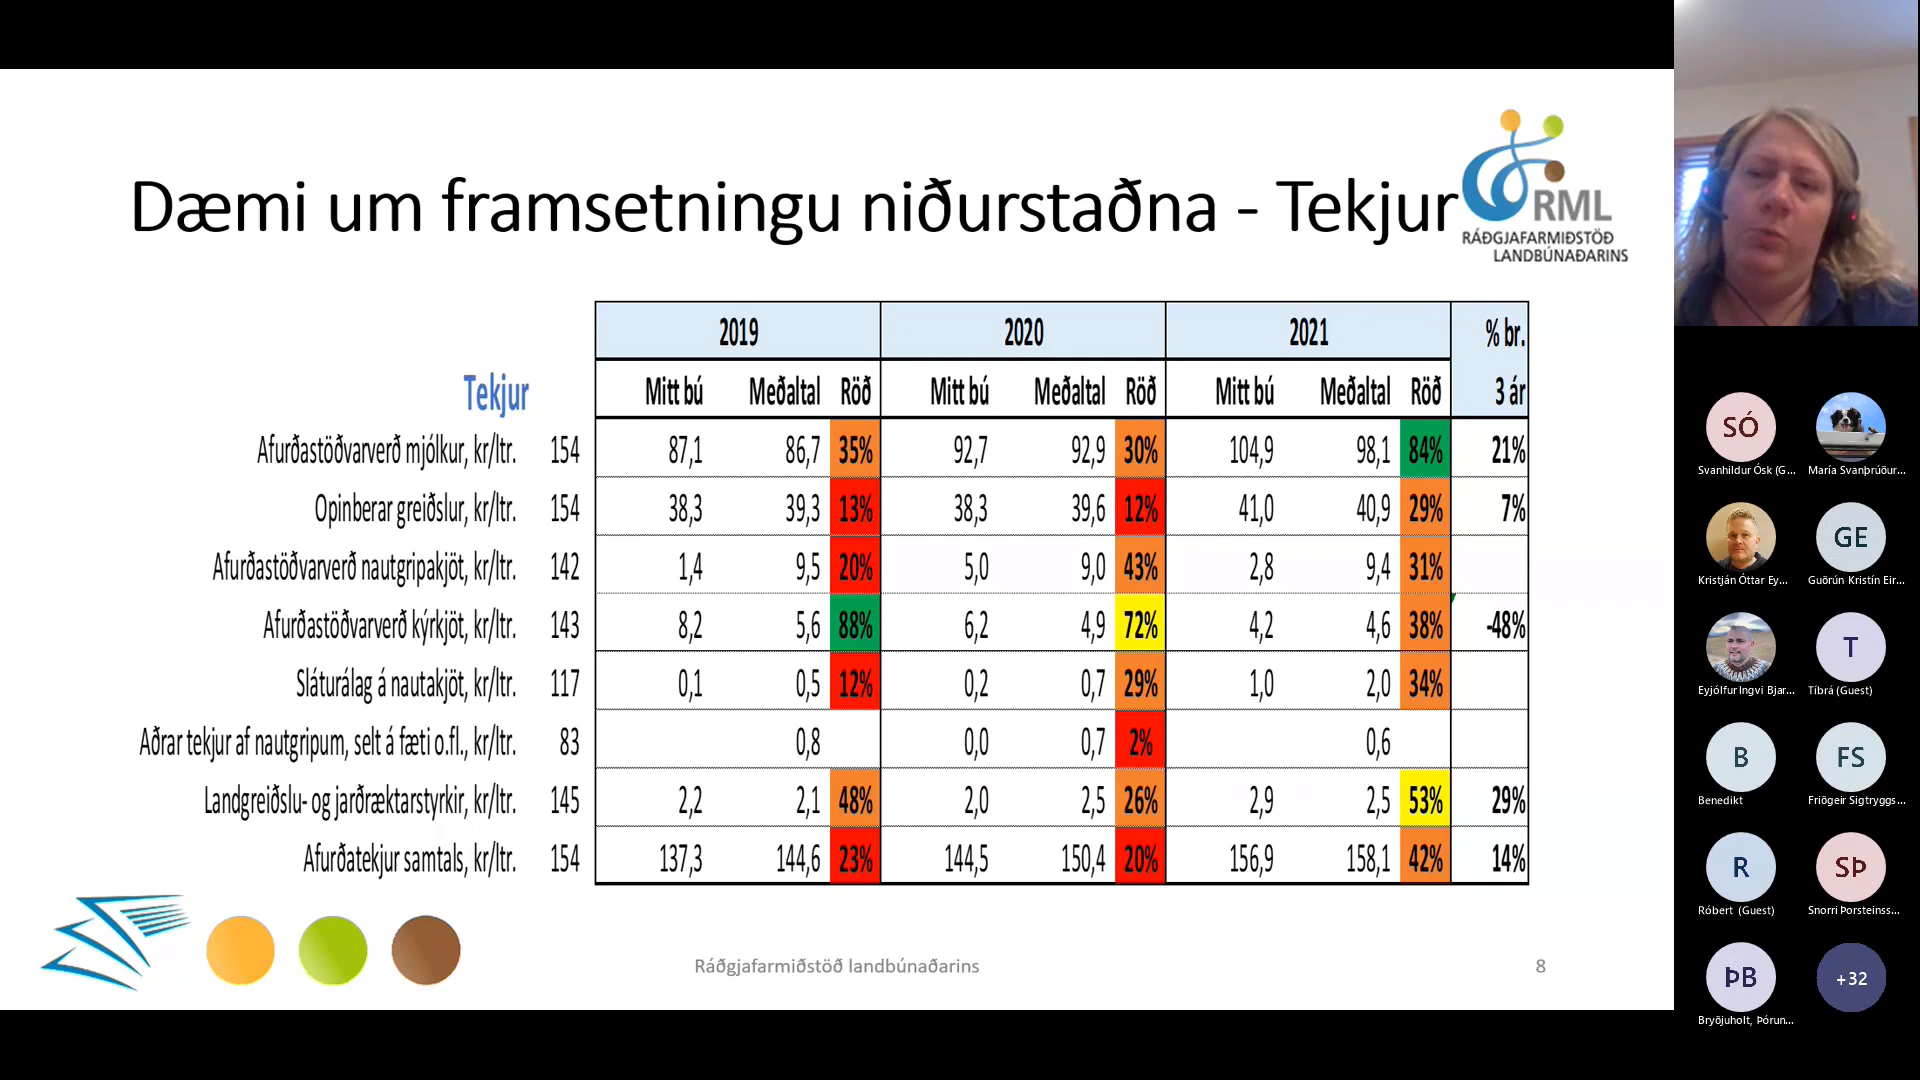 Dæmi um framsetningu niðurstaðna - Tekjur
RML
RÁÐGJAFARMIÐSTÖÐ
LANDBÚNAÐARINS
2019 2020 2021 % br.
Tekjur Mitt bú Meðaltal Röð Mitt bú Meðaltal Röð Mitt bú Meðaltal Röð 3 ár
Afurðastöðvarverð mjólkur, kr/ltr. 154 87,1 86,7 35% 92,7 92,9 30% 104,9 98,1 84% 21%
Opinberar greiðslur, kr/ltr. 154 38,3 39,3 13% 38,3 39,6 12% 41,0 40,9 29% 7%
Afurðastöðvarverð nautgripakjöt, kr/ltr. 142 1,4 9,5 20% 5,0 9,0 43% 2,8 9,4 31%
Afurðastöðvarverð kýrkjöt, kr/ltr. 143 8,2 5,6 88% 6,2 4,9 72% 4,2 4,6 38% -48%
Sláturálag á nautakjöt, kr/ltr. 117 0,1 0,5 12% 0,2 0,7 29% 1,0 2,0 34%
Aðrar tekjur af nautgripum, selt á fæti o.fl., kr/ltr. 83 0,8 0,0 0,7 2% 0,6
Landgreiðslu- og jarðræktarstyrkir, kr/ltr. 145 2,2 2,1 48% 2,0 2,5 26% 2,9 2,5 53% 29%
Afurðatekjur samtals, kr/ltr. 154 137,3 144,6 23% 144,5 150,4 20% 156,9 158,1 42% 14%
Ráðgjafarmiðstöð landbúnaðarins 8
SÓ
Svanhildur Ósk (G... María Svanþrúður...
GE
Kristján Óttar Ey... Guðrún Kristín Eir...
T
Eyjólfur Ingvi Bjar... Tíbrá (Guest)
B FS
Benedikt Friðgeir Sigtryggs...
R SÞ
Róbert (Guest) Snorri Þorsteinss...
ÞB +32
Bryðjuholt, Þórun...